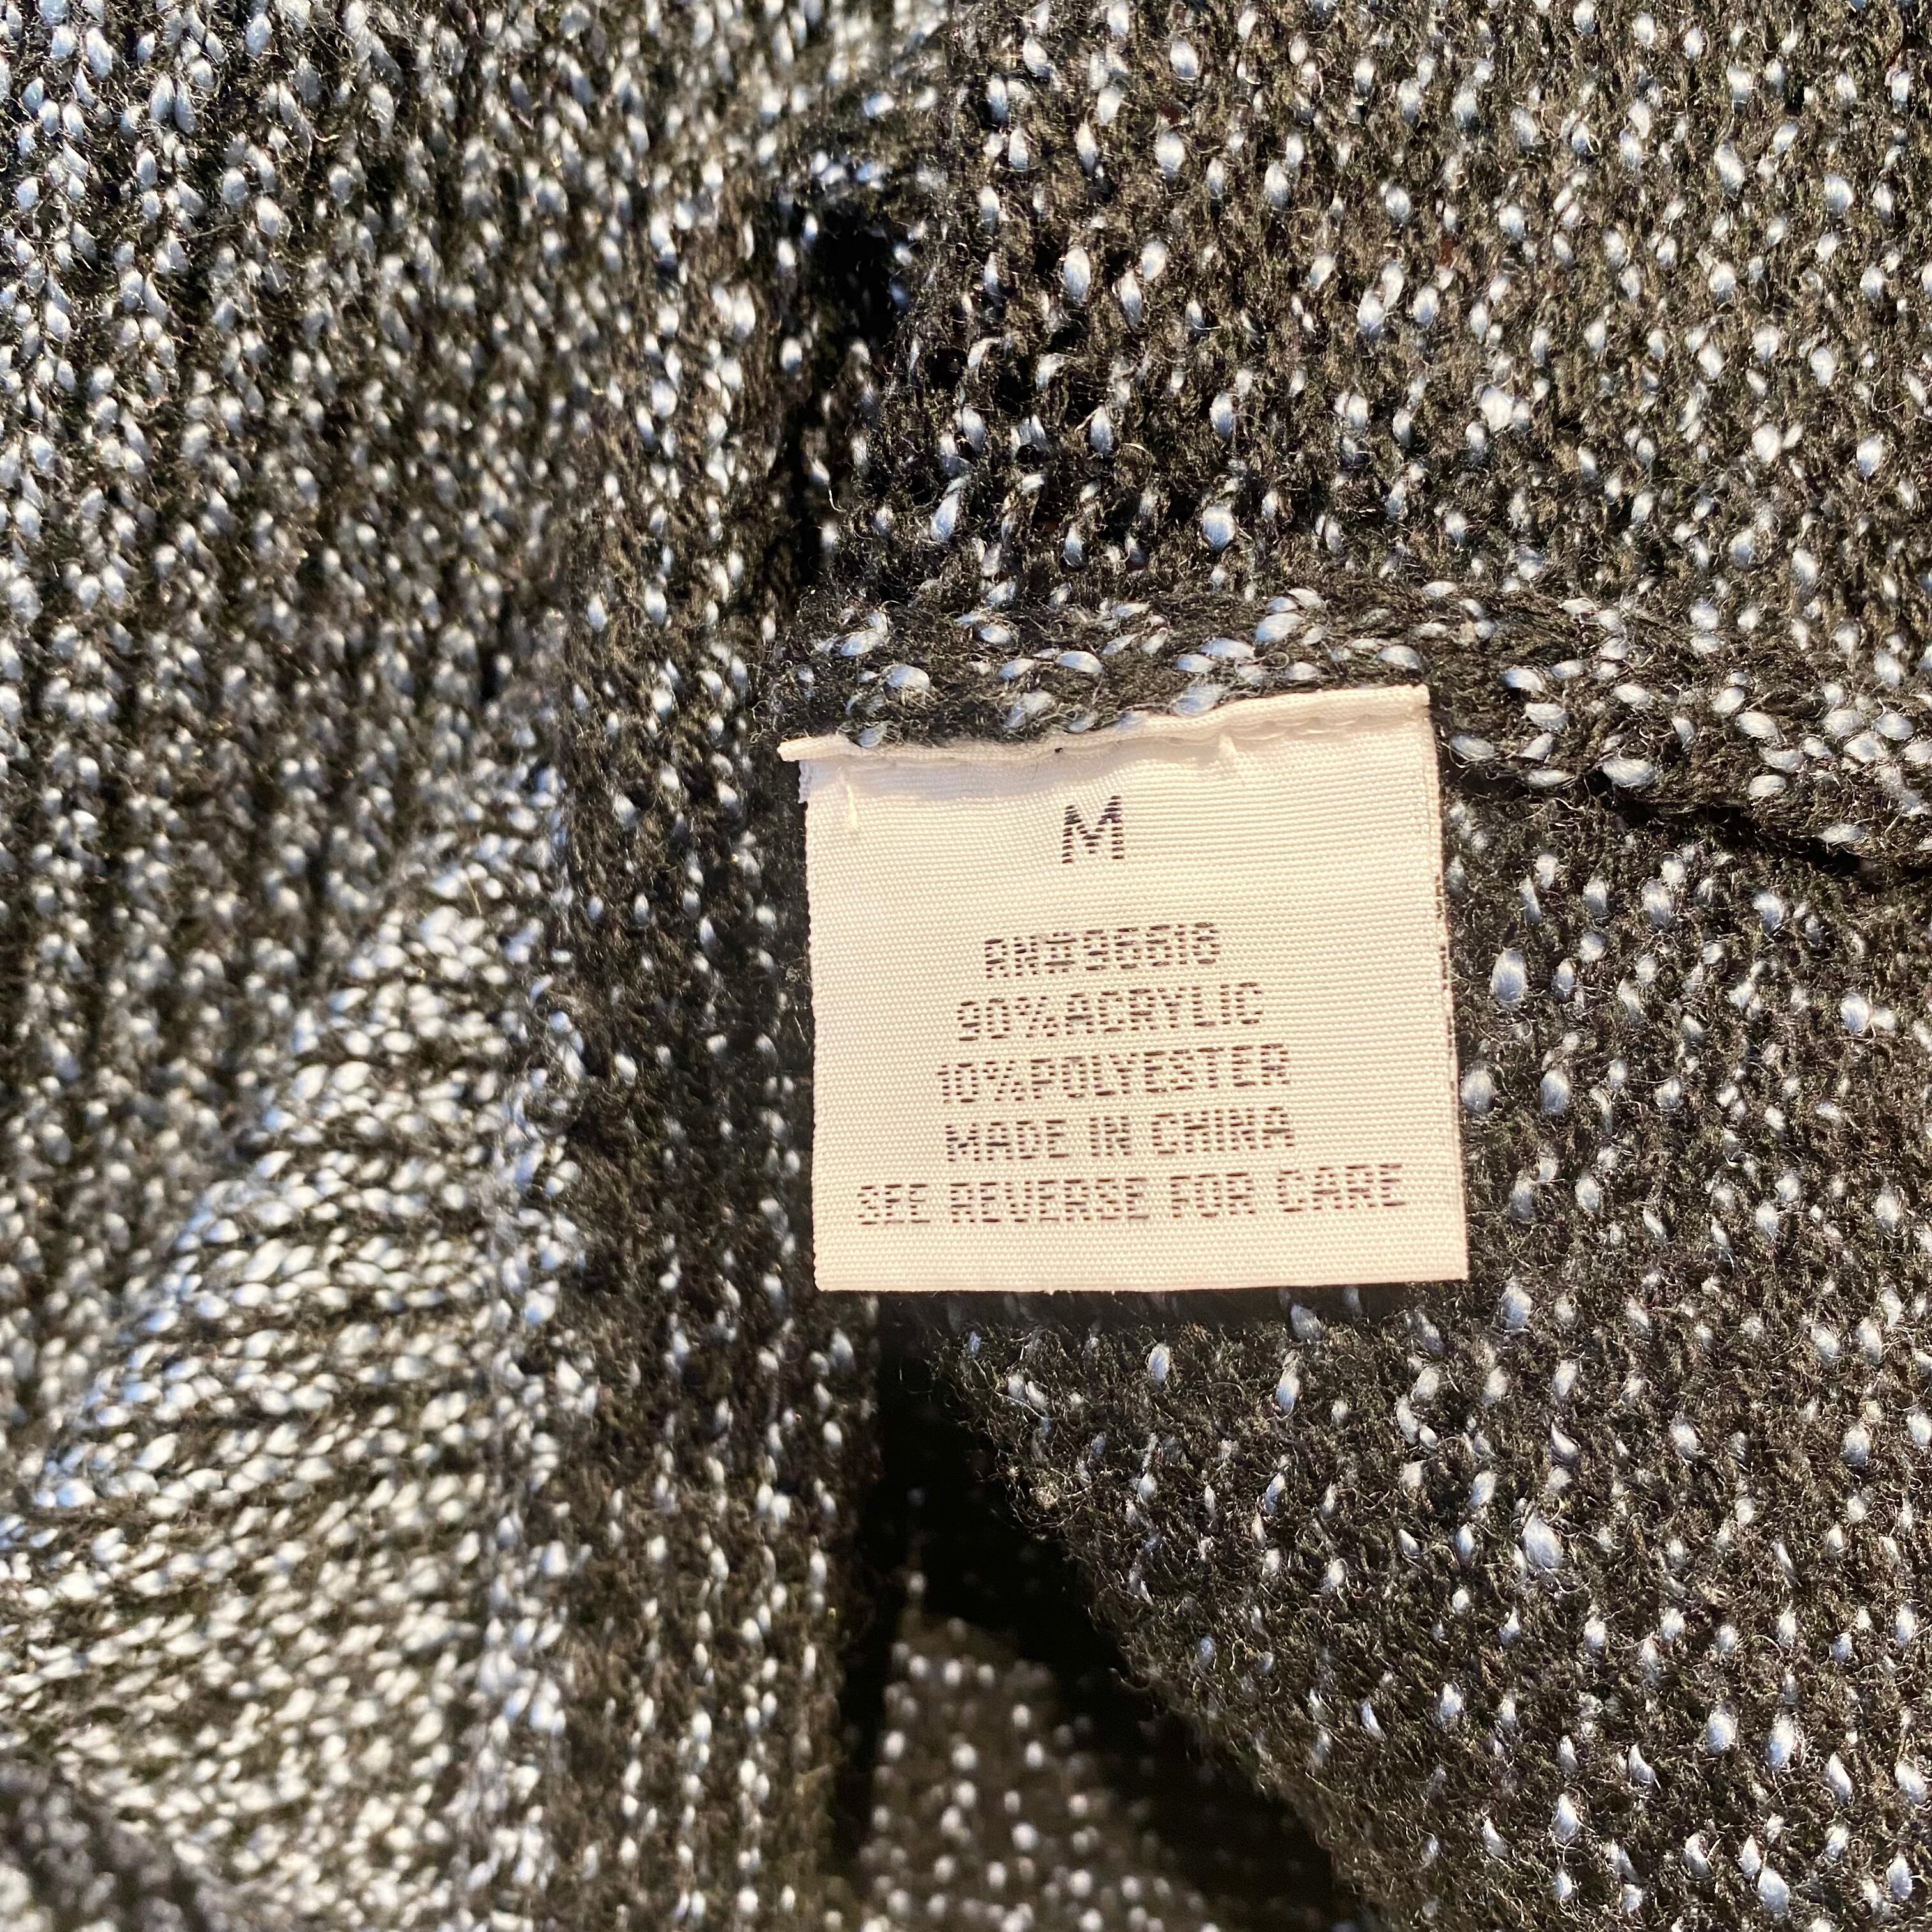 M
RN#96616
90%ACRYLIC
10%POLYESTER
MADE IN CHINA
SEE REVERSE FOR CARE